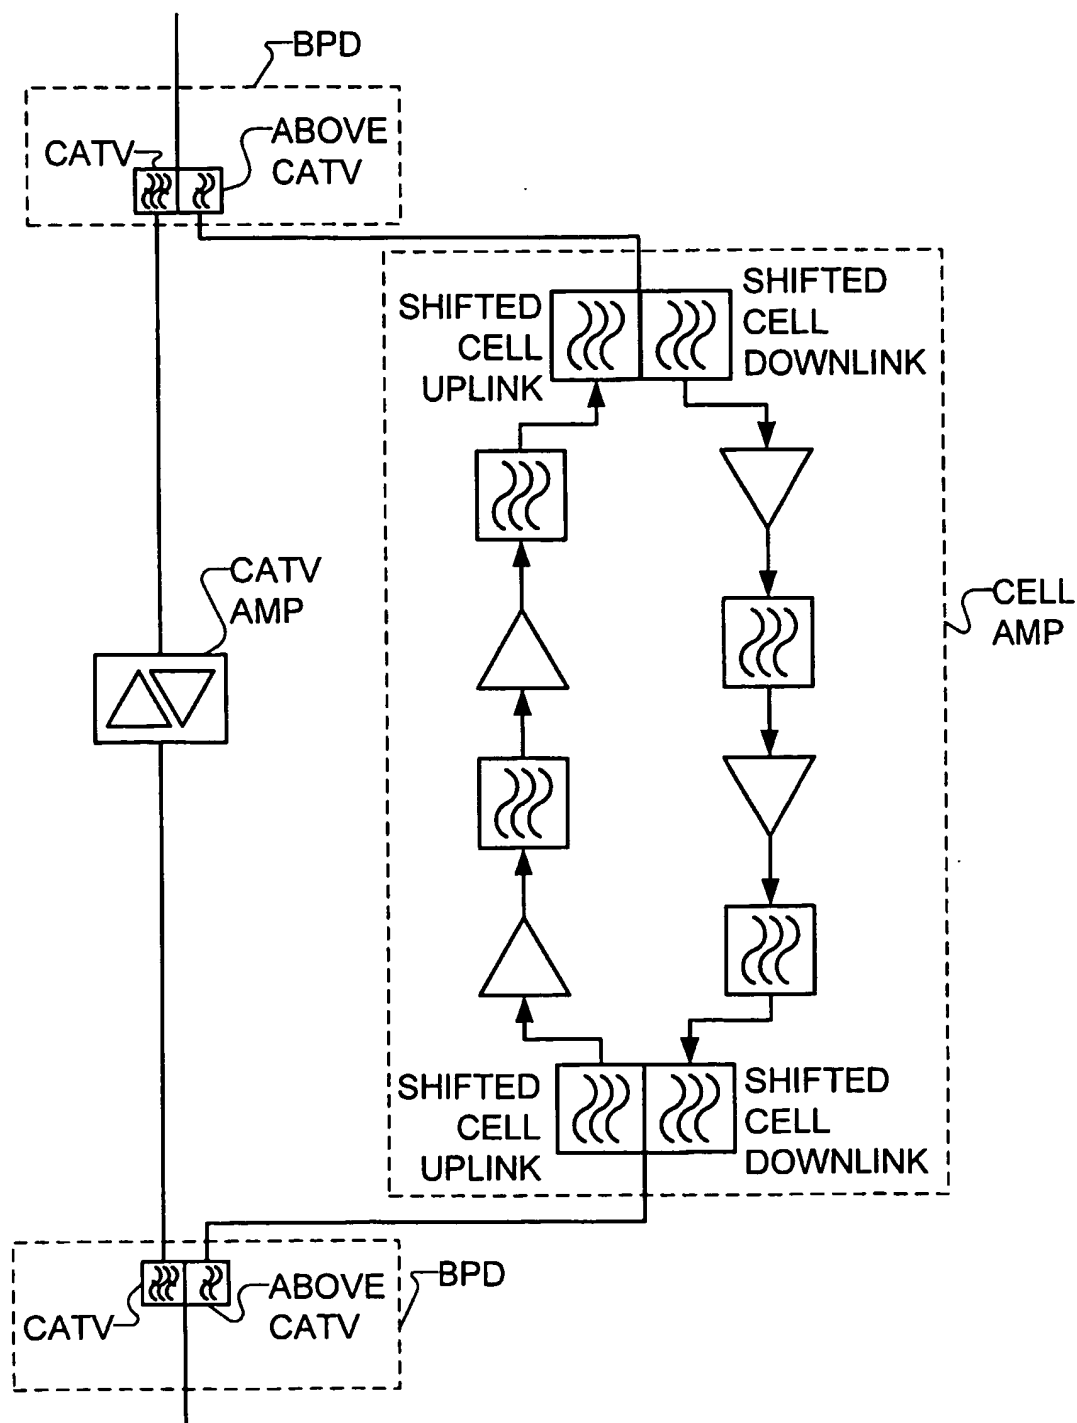 BPD
CATV
ABOVE
CATV
SHIFTED
CELL
UPLINK
SHIFTED
CELL
DOWNLINK
CATV
AMP
CELL
AMP
SHIFTED
CELL
UPLINK
SHIFTED
CELL
DOWNLINK
CATV
ABOVE
CATV
BPD